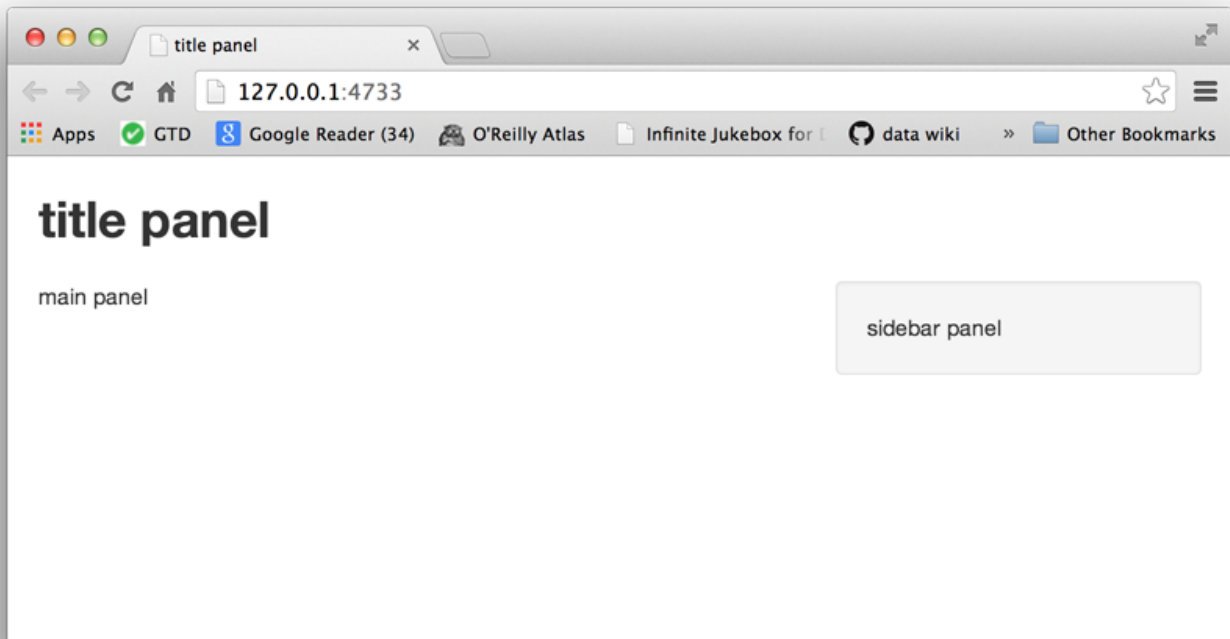 title panel
127.0.0.1:4733
Apps GTD Google Reader (34) O'Reilly Atlas Infinite Jukebox for data wiki » Other Bookmarks
title panel
main panel
sidebar panel